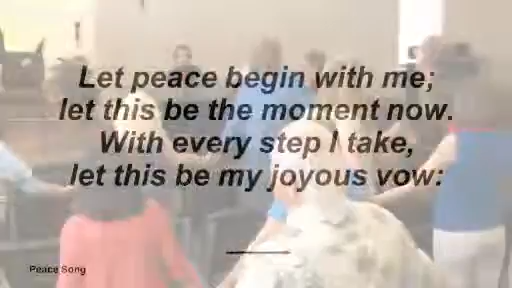 Let peace begin with me;
let this be the moment now.
With every step I take,
let this be my joyous vow:
Peace Song